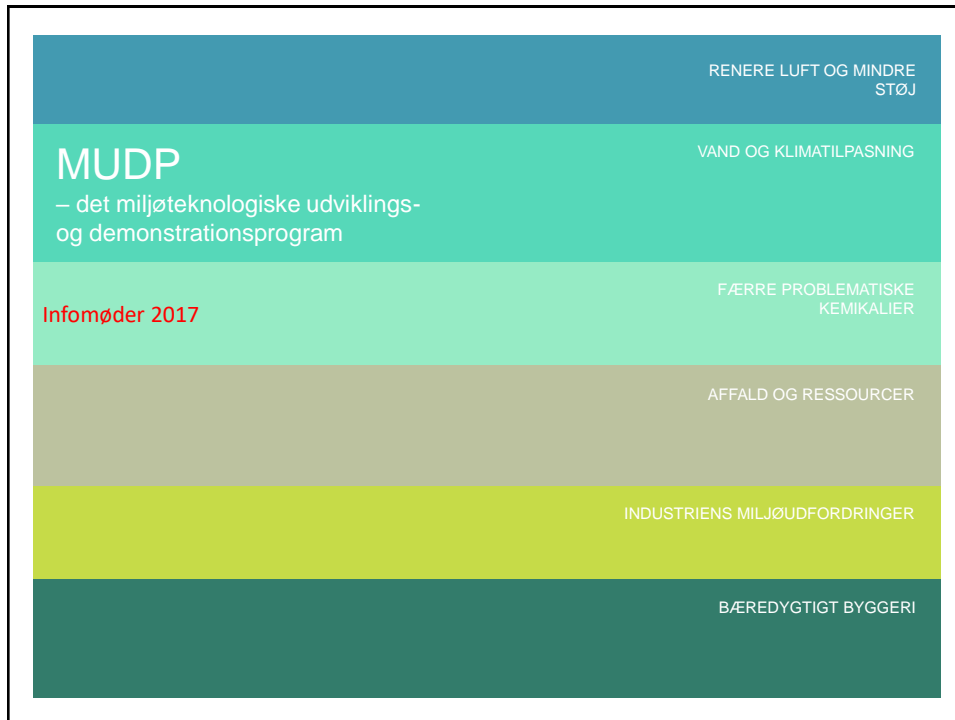 RENERE LUFT OG MINDRE
STØJ
MUDP
– det miljøteknologiske udviklings-
og demonstrationsprogram
VAND OG KLIMATILPASNING
Infomøder 2017
FÆRRE PROBLEMATISKE
KEMIKALIER
AFFALD OG RESSOURCER
INDUSTRIENS MILJØUDFORDRINGER
BÆREDYGTIGT BYGGERI